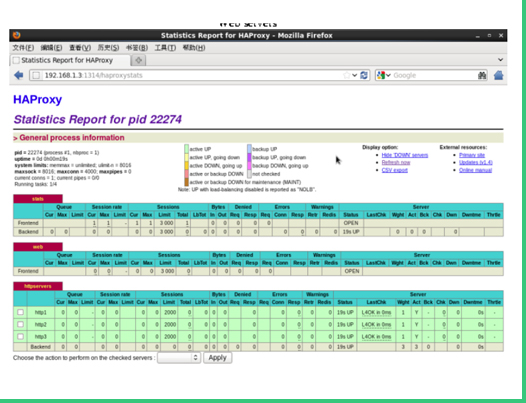 Web servers
Statistics Report for HAProxy - Mozilla Firefox
文件(F) 编辑(E) 查看(V) 历史(S) 书签(B) 工具(T) 帮助(H)
Statistics Report for HAProxy
192.168.1.3:1314/haproxystats
Google
HAProxy
Statistics Report for pid 22274
> General process information
pid = 22274 (process #1, nbproc = 1)
uptime = 0d 0h00m19s
system limits: memmax = unlimited; ulimit-n = 8016
maxsock = 8016; maxconn = 4000; maxpipes = 0
current conns = 1; current pipes = 0/0
Running tasks: 1/4
active UP
backup UP
active UP, going down
backup UP, going down
active DOWN, going up
backup DOWN, going up
active or backup DOWN
not checked
active or backup DOWN for maintenance (MAINT)
Note: UP with load-balancing disabled is reported as "NOLB".
Display option:
Hide 'DOWN' servers
Refresh now
CSV export
External resources:
Primary site
Updates (v1.4)
Online manual
stats
Queue Session rate Sessions Bytes Denied Errors Warnings Server
Cur Max Limit Cur Max Limit Cur Max Limit Total LbTot In Out Req Resp Req Conn Resp Retr Redis Status LastChk Wght Act Bck Chk Dwn Dwntme Thrtle
Frontend 1 1 - 1 1 3 000 1 0 0 0 0 0 OPEN
Backend 0 0 0 0 0 0 3 000 0 0 0 0 0 0 0 0 0 0 19s UP 0 0 0 0
web
Queue Session rate Sessions Bytes Denied Errors Warnings Server
Cur Max Limit Cur Max Limit Cur Max Limit Total LbTot In Out Req Resp Req Conn Resp Retr Redis Status LastChk Wght Act Bck Chk Dwn Dwntme Thrtle
Frontend 0 0 - 0 0 3 000 0 0 0 0 0 0 OPEN
httpservers
Queue Session rate Sessions Bytes Denied Errors Warnings Server
Cur Max Limit Cur Max Limit Cur Max Limit Total LbTot In Out Req Resp Req Conn Resp Retr Redis Status LastChk Wght Act Bck Chk Dwn Dwntme Thrtle
http1 0 0 - 0 0 0 0 2000 0 0 0 0 0 0 0 0 0 19s UP L4OK in 0ms 1 Y - 0 0 0s -
http2 0 0 - 0 0 0 0 2000 0 0 0 0 0 0 0 0 0 19s UP L4OK in 0ms 1 Y - 0 0 0s -
http3 0 0 - 0 0 0 0 2000 0 0 0 0 0 0 0 0 0 19s UP L4OK in 0ms 1 Y - 0 0 0s -
Backend 0 0 0 0 0 0 2000 0 0 0 0 0 0 0 0 0 0 19s UP 3 3 0 0 0s
Choose the action to perform on the checked servers : Apply